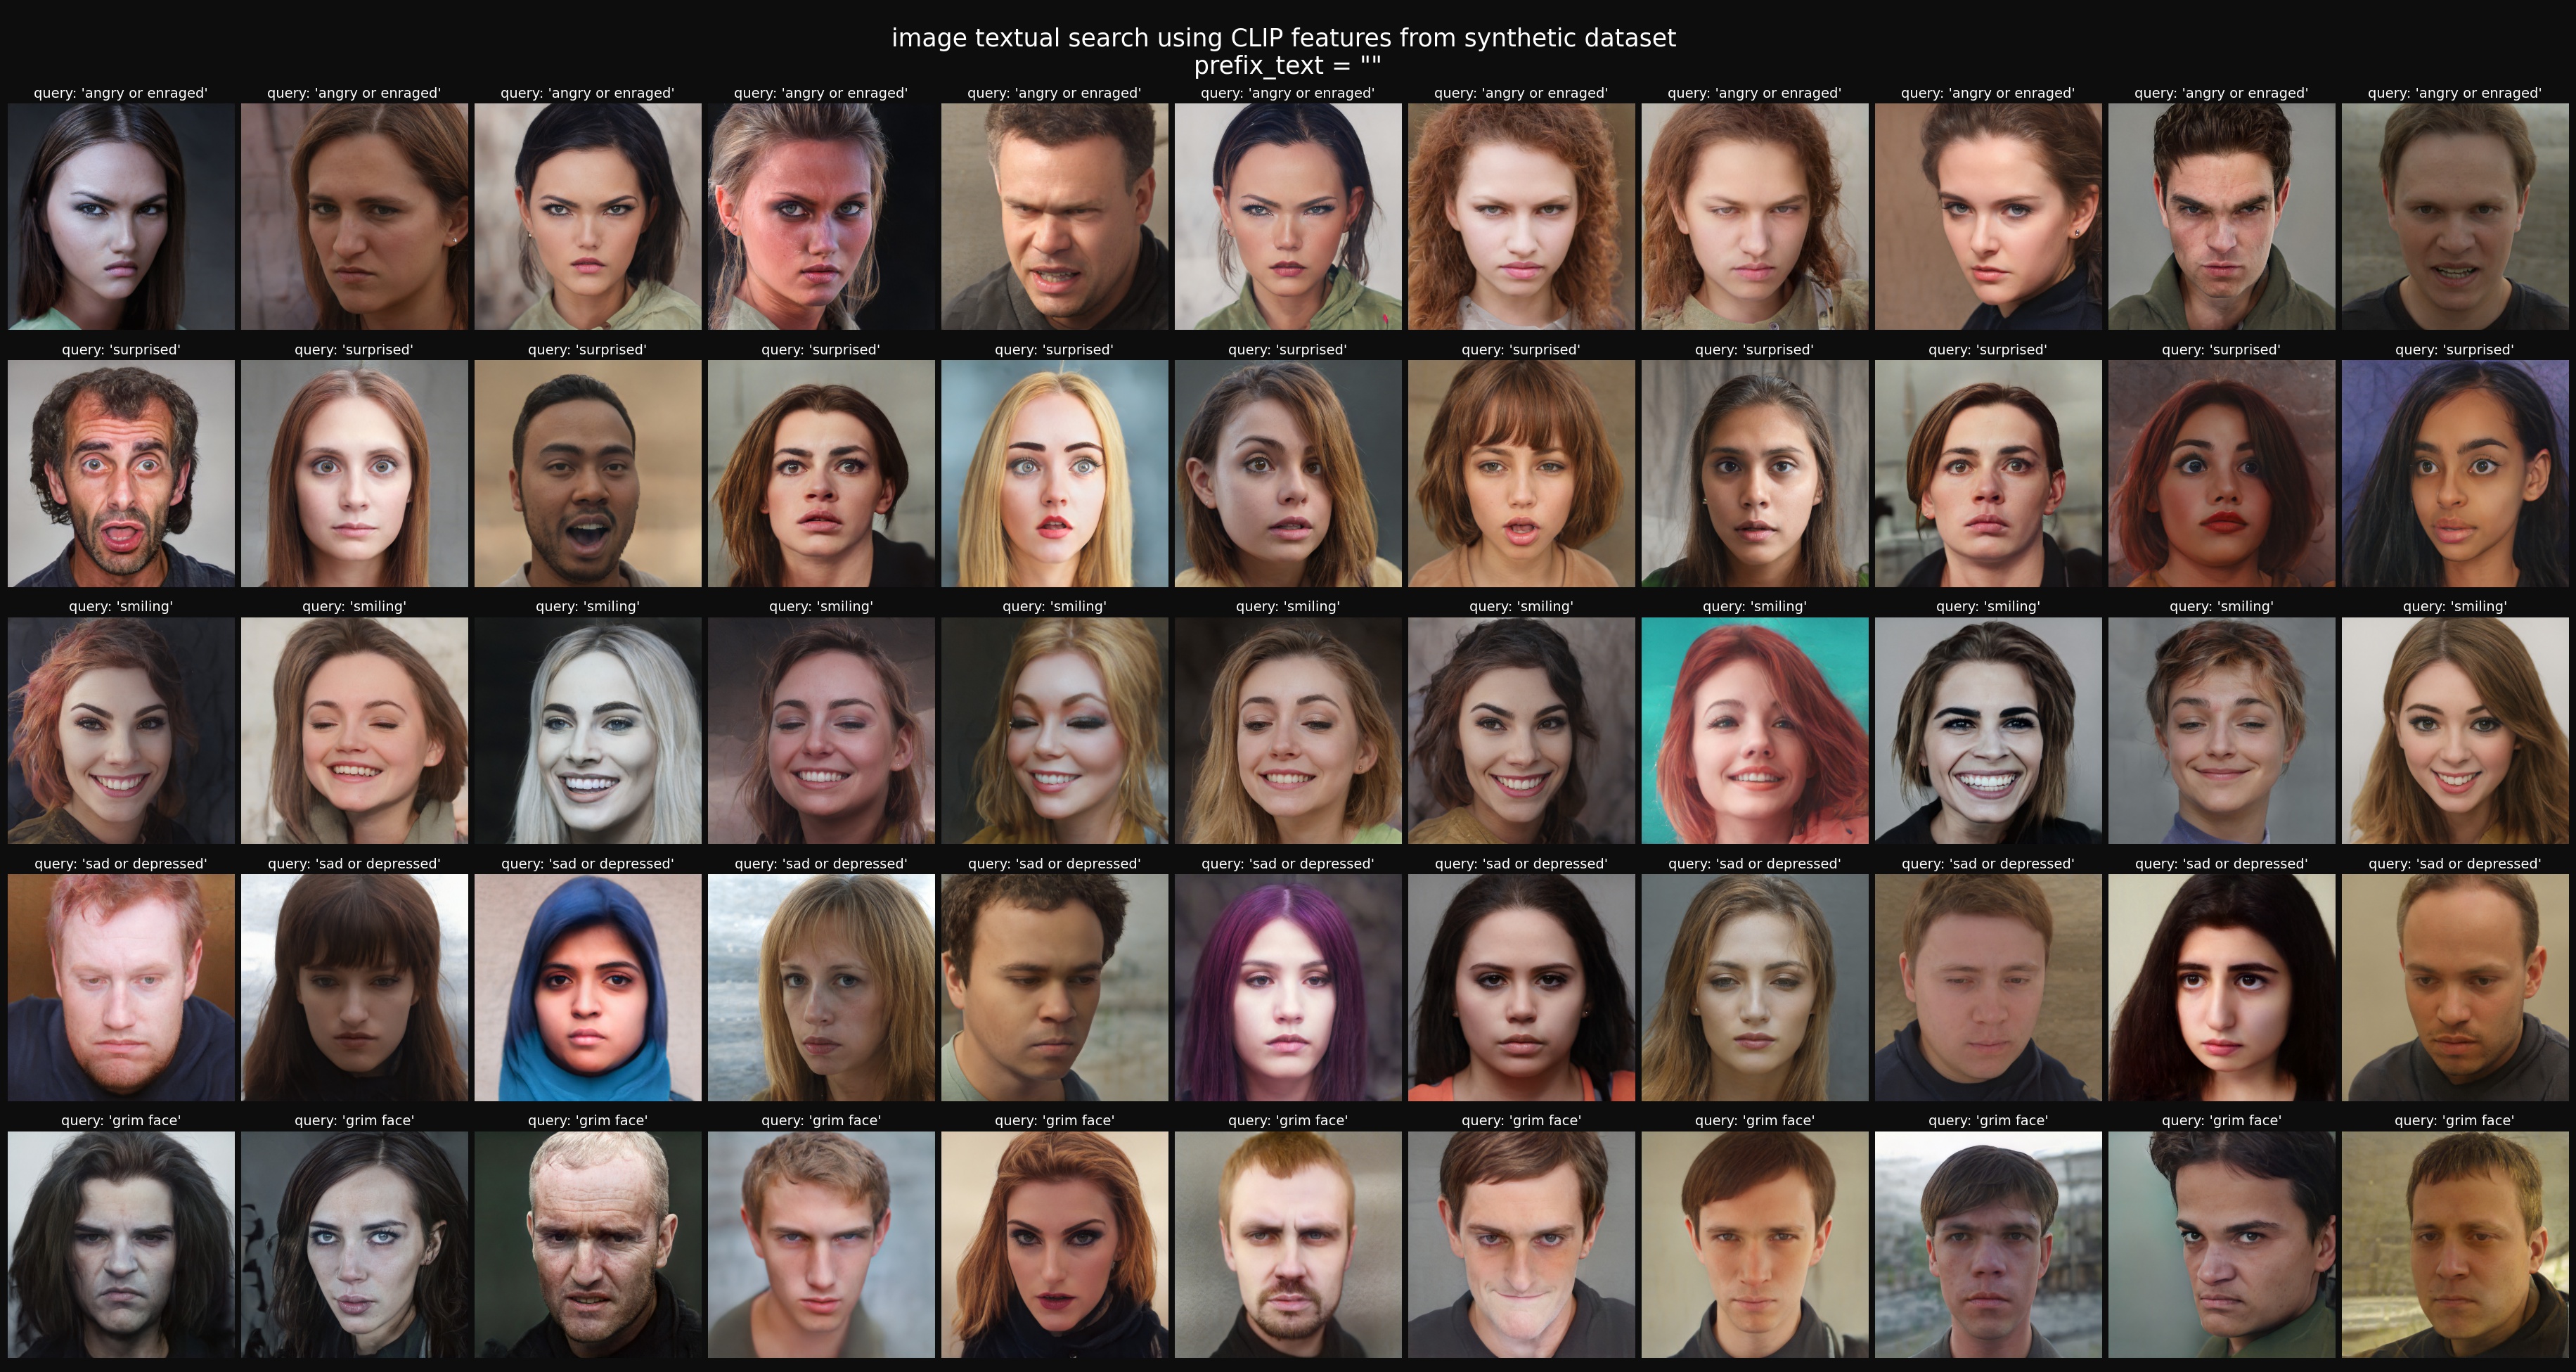 image textual search using CLIP features from synthetic dataset
prefix_text = ""
query: 'angry or enraged' query: 'angry or enraged' query: 'angry or enraged' query: 'angry or enraged' query: 'angry or enraged' query: 'angry or enraged' query: 'angry or enraged' query: 'angry or enraged' query: 'angry or enraged' query: 'angry or enraged' query: 'angry or enraged'
query: 'surprised' query: 'surprised' query: 'surprised' query: 'surprised' query: 'surprised' query: 'surprised' query: 'surprised' query: 'surprised' query: 'surprised' query: 'surprised' query: 'surprised'
query: 'smiling' query: 'smiling' query: 'smiling' query: 'smiling' query: 'smiling' query: 'smiling' query: 'smiling' query: 'smiling' query: 'smiling' query: 'smiling' query: 'smiling'
query: 'sad or depressed' query: 'sad or depressed' query: 'sad or depressed' query: 'sad or depressed' query: 'sad or depressed' query: 'sad or depressed' query: 'sad or depressed' query: 'sad or depressed' query: 'sad or depressed' query: 'sad or depressed' query: 'sad or depressed'
query: 'grim face' query: 'grim face' query: 'grim face' query: 'grim face' query: 'grim face' query: 'grim face' query: 'grim face' query: 'grim face' query: 'grim face' query: 'grim face' query: 'grim face'